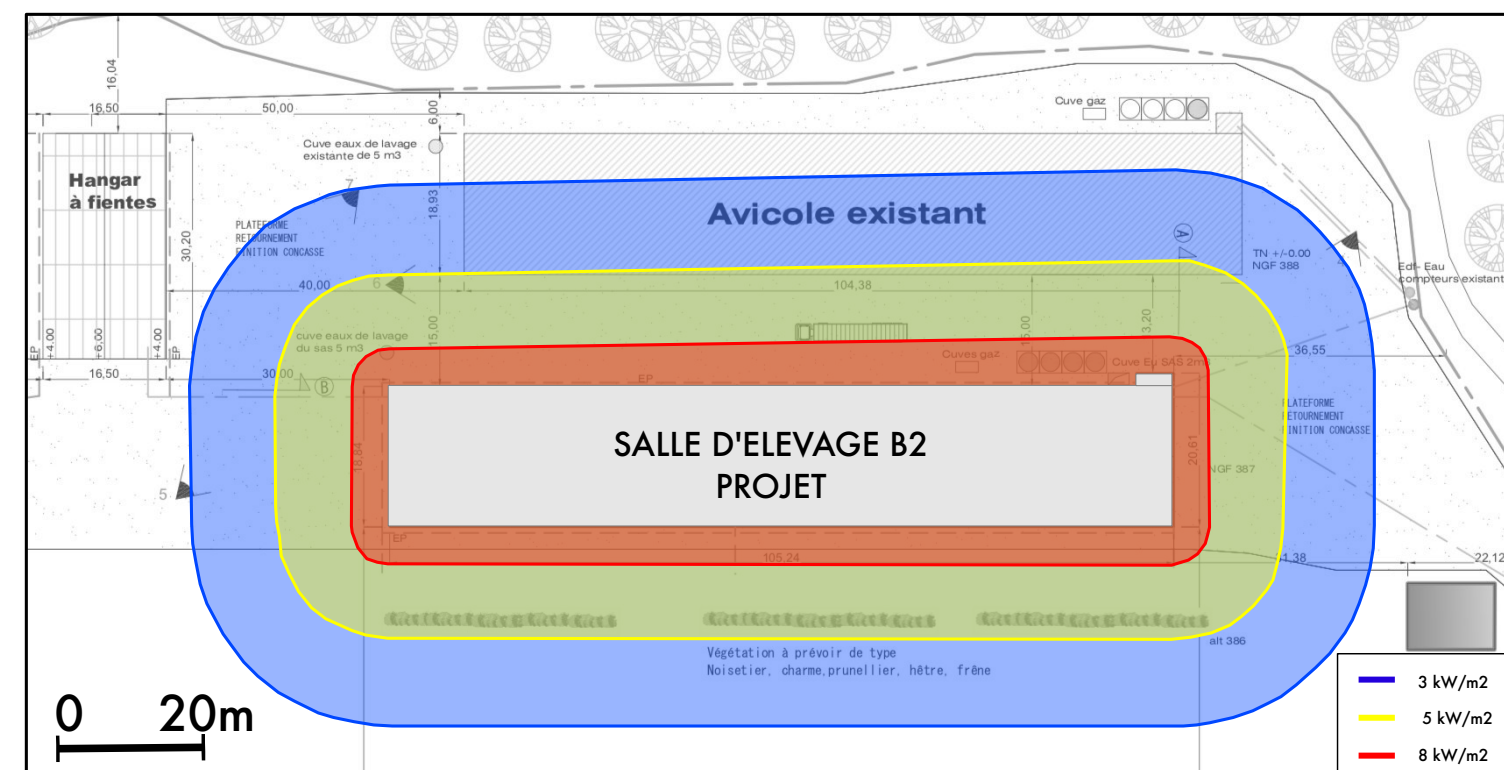 16,04
16,50
50,00
6,00
Cuve gaz
Cuve eaux de lavage
existante de 5 m3
Hangar
à fientes
7
18,93
Avicole existant
PLATEFORME
RETOURNEMENT
FINITION CONCASSE
30,20
A
TN +/-0.00
NGF 388
4
Edf- Eau
compteurs existant
40,00
6
104,38
+4.00
+6,00
+4.00
EP
EP
cuve eaux de lavage
du sas 5 m3
15,00
15,00
3,20
Cuves gaz
Cuve Eu SAS 2m3
36,55
16,50
30,00
B
EP
PLATEFORME
RETOURNEMENT
FINITION CONCASSE
SALLE D'ELEVAGE B2
PROJET
18,84
20,61
NGF 387
5
EP
105,24
22,12
alt 386
Végétation à prévoir de type
Noisetier, charme,prunellier, hêtre, frêne
0 20m
3 kW/m2
5 kW/m2
8 kW/m2